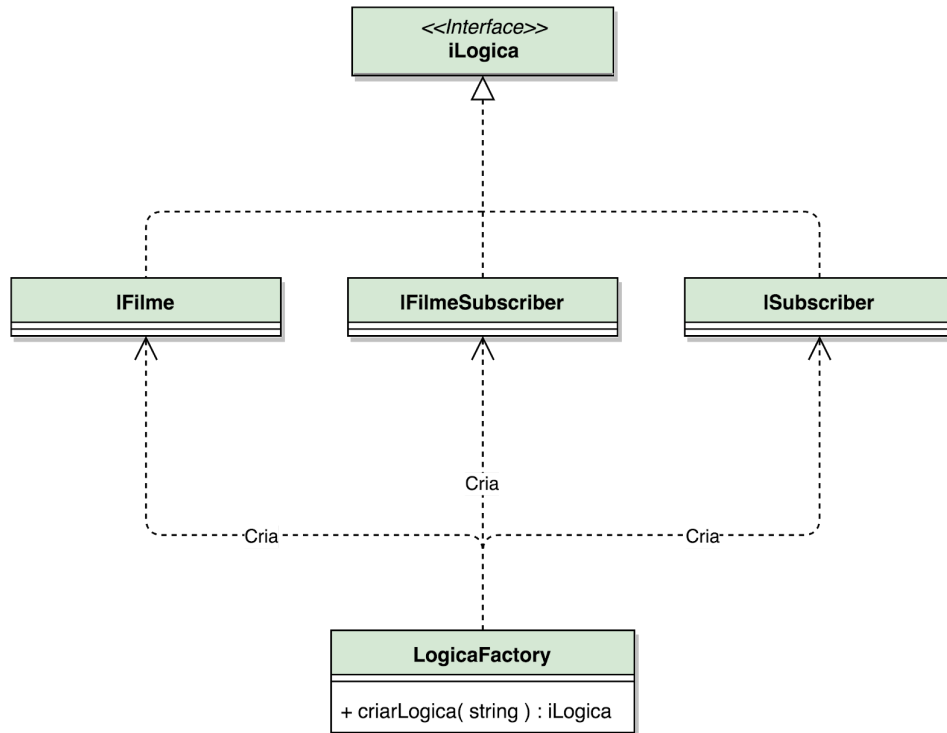 <<Interface>>
iLogica
lFilme
lFilmeSubscriber
lSubscriber
Cria
Cria
Cria
LogicaFactory
+ criarLogica( string ) : iLogica